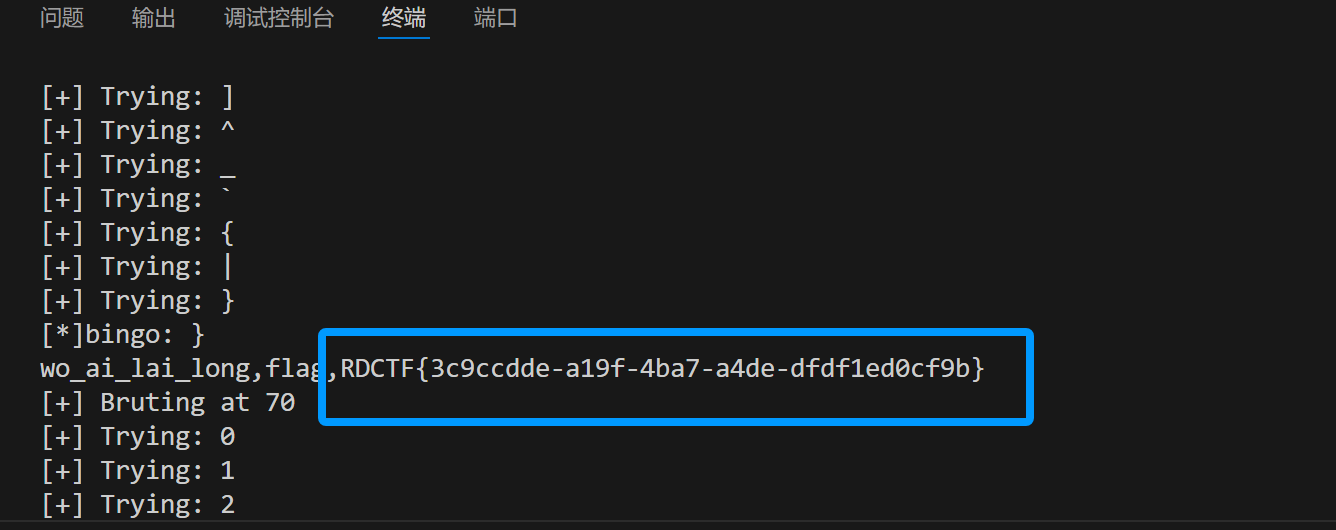 问题 输出 调试控制台 终端 端口
[+] Trying: ]
[+] Trying: ^
[+] Trying: _
[+] Trying: `
[+] Trying: {
[+] Trying: |
[+] Trying: }
[*]bingo: }
wo_ai_lai_long,flag,RDCTF{3c9ccdde-a19f-4ba7-a4de-dfdf1ed0cf9b}
[+] Bruting at 70
[+] Trying: 0
[+] Trying: 1
[+] Trying: 2